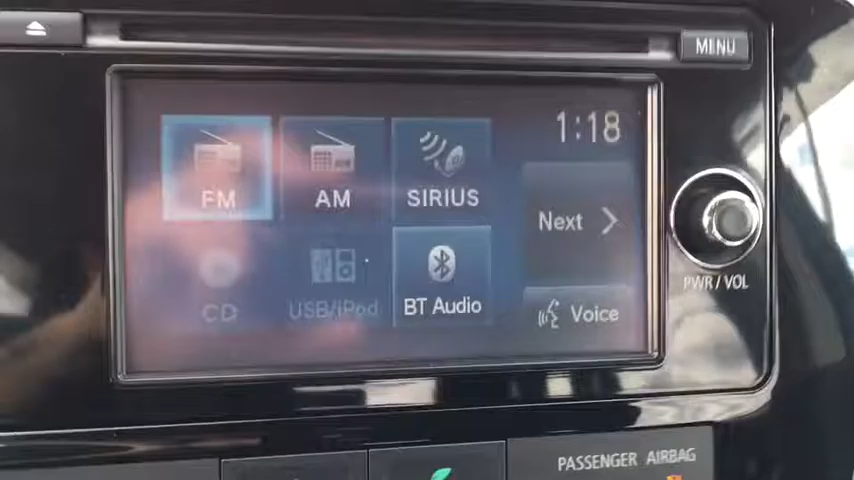 MENU
1:18
FM
AM
SIRIUS
Next
CD
USB/iPod
BT Audio
Voice
PWR / VOL
PASSENGER AIRBAG